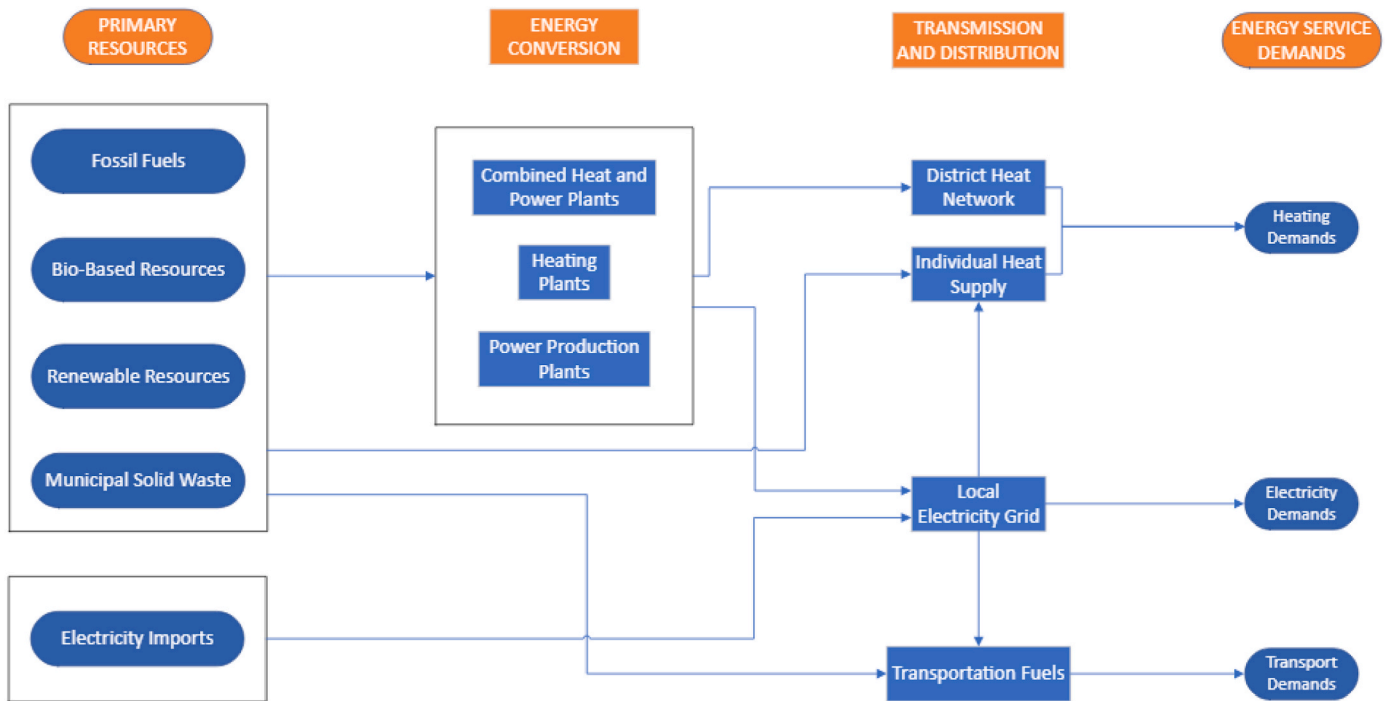 PRIMARY
RESOURCES
ENERGY
CONVERSION
TRANSMISSION
AND DISTRIBUTION
ENERGY SERVICE
DEMANDS
Fossil Fuels
Bio-Based Resources
Renewable Resources
Municipal Solid Waste
Electricity Imports
Combined Heat and
Power Plants
Heating
Plants
Power Production
Plants
District Heat
Network
Individual Heat
Supply
Local
Electricity Grid
Transportation Fuels
Heating
Demands
Electricity
Demands
Transport
Demands